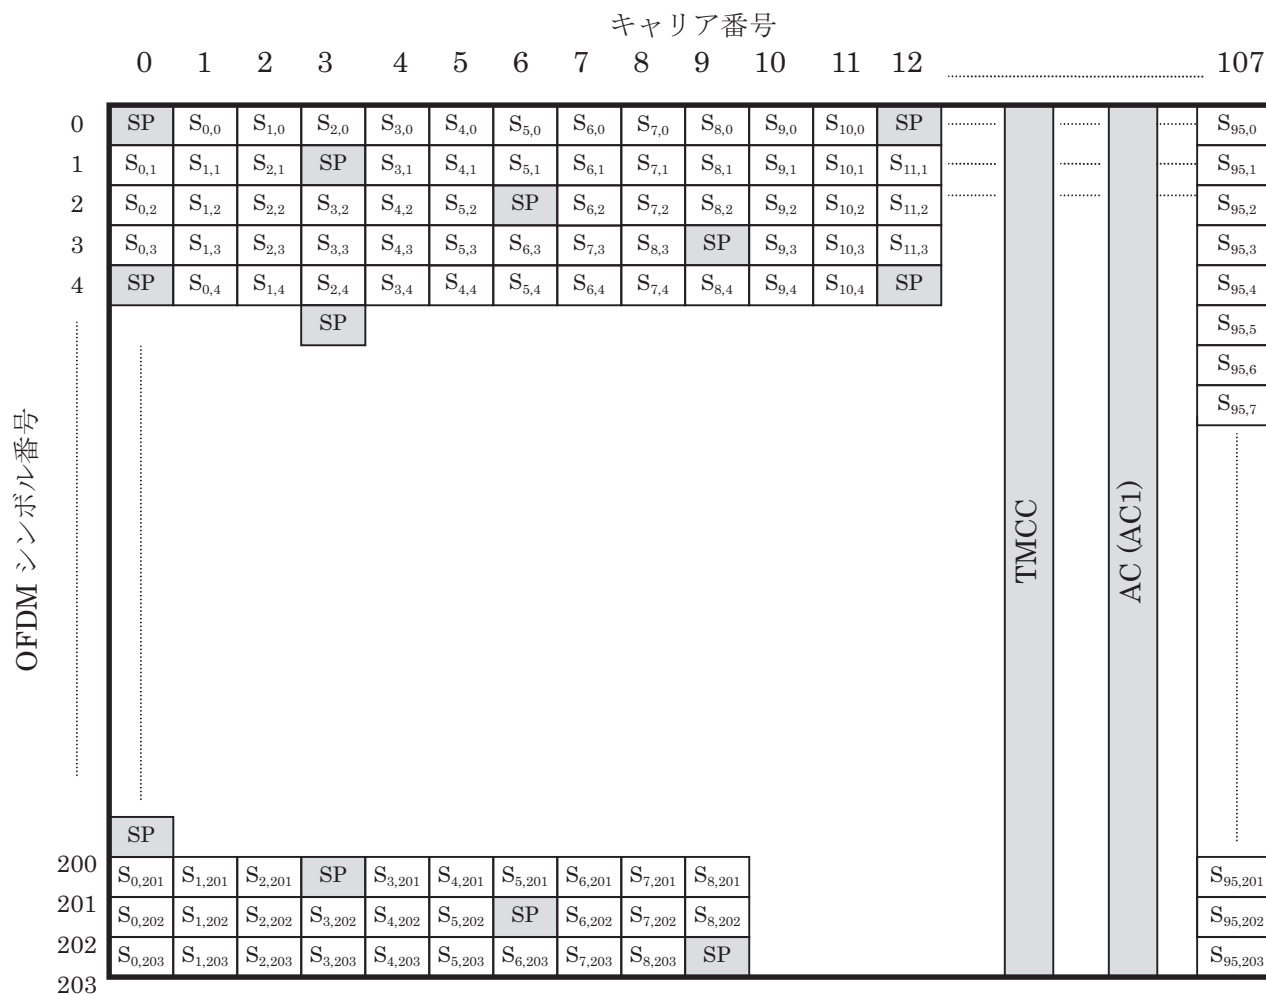 キャリア番号
0 1 2 3 4 5 6 7 8 9 10 11 12 107
0 SP S0,0 S1,0 S2,0 S3,0 S4,0 S5,0 S6,0 S7,0 S8,0 S9,0 S10,0 SP S95,0
1 S0,1 S1,1 S2,1 SP S3,1 S4,1 S5,1 S6,1 S7,1 S8,1 S9,1 S10,1 S11,1 S95,1
2 S0,2 S1,2 S2,2 S3,2 S4,2 S5,2 SP S6,2 S7,2 S8,2 S9,2 S10,2 S11,2 S95,2
3 S0,3 S1,3 S2,3 S3,3 S4,3 S5,3 S6,3 S7,3 S8,3 SP S9,3 S10,3 S11,3 S95,3
4 SP S0,4 S1,4 S2,4 S3,4 S4,4 S5,4 S6,4 S7,4 S8,4 S9,4 S10,4 SP S95,4
SP S95,5
S95,6
S95,7
OFDM シンボル番号
TMCC
AC (AC1)
SP
200 S0,201 S1,201 S2,201 SP S3,201 S4,201 S5,201 S6,201 S7,201 S8,201 S95,201
201 S0,202 S1,202 S2,202 S3,202 S4,202 S5,202 SP S6,202 S7,202 S8,202 S95,202
202 S0,203 S1,203 S2,203 S3,203 S4,203 S5,203 S6,203 S7,203 S8,203 SP S95,203
203